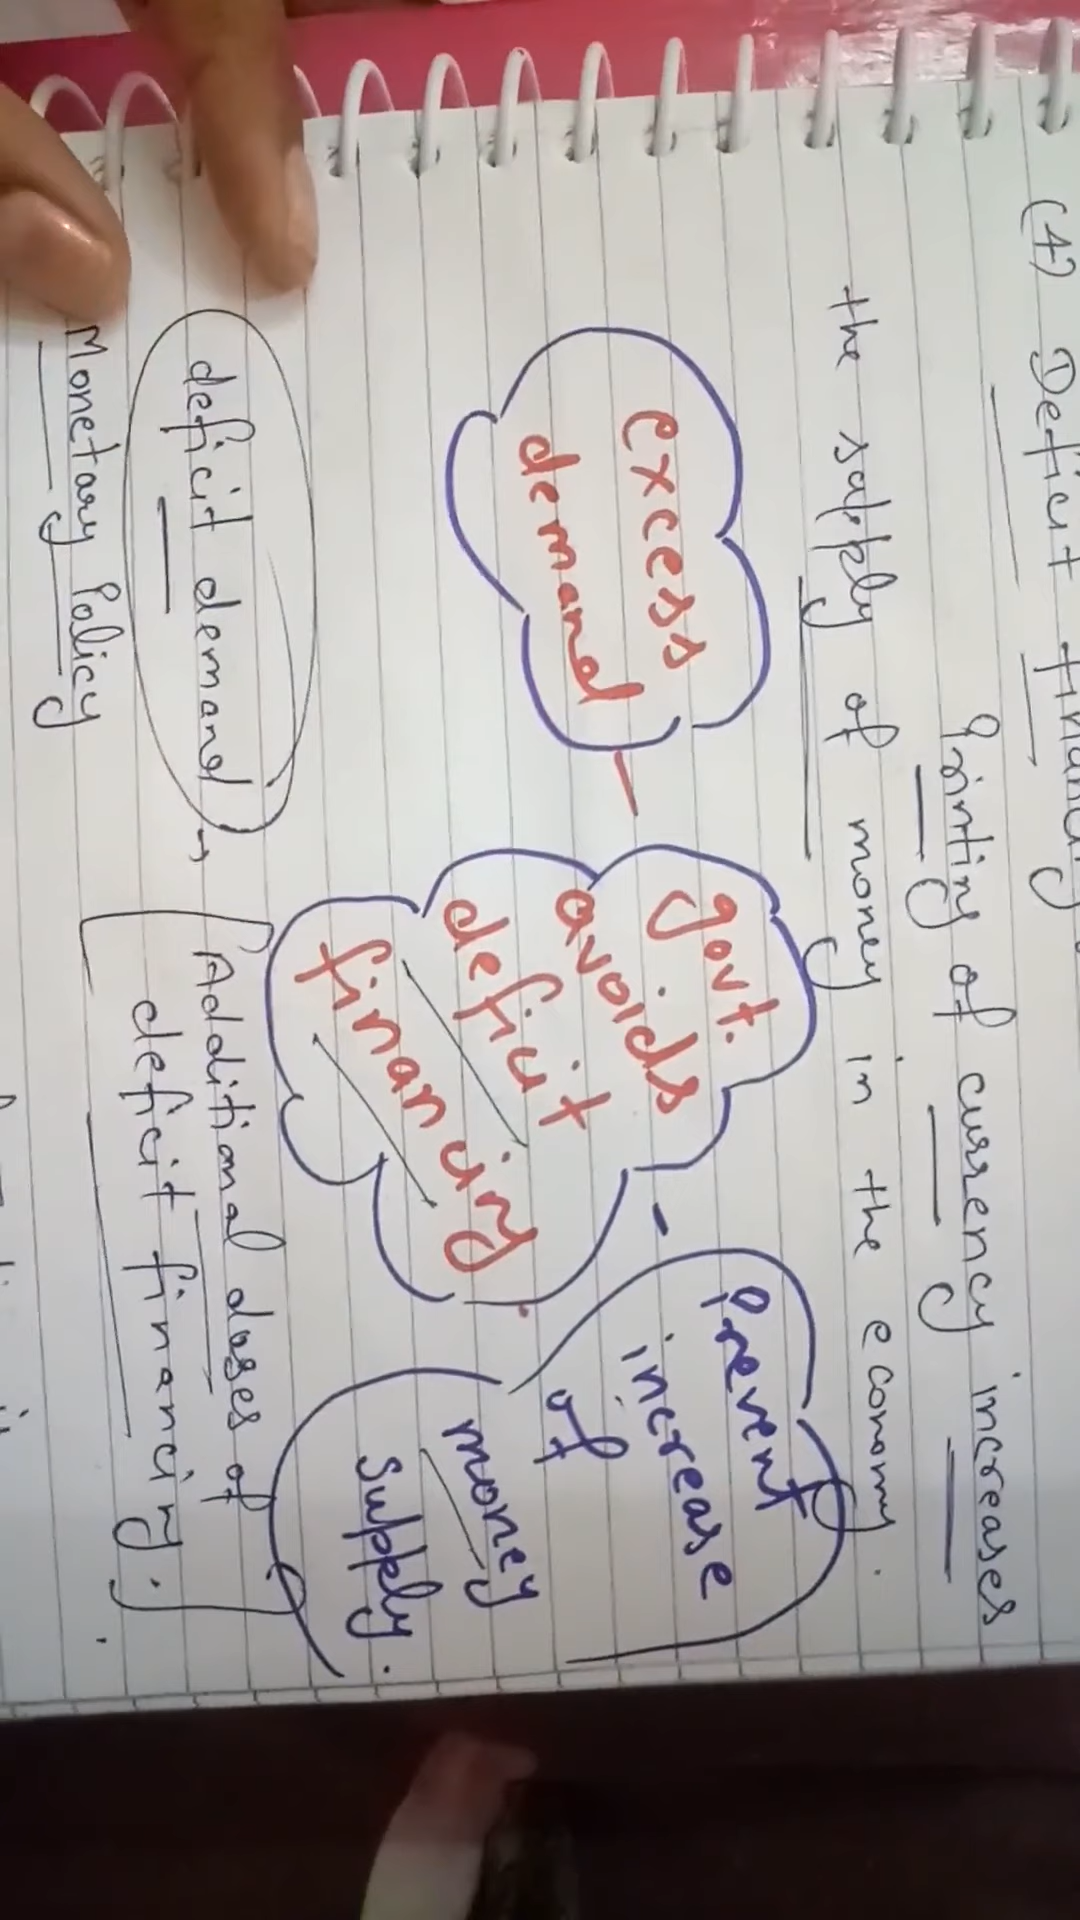 (4) Deficit financing
Printing of currency increases
the supply of money in the economy.
excess
demand
govt.
avoids
deficit
financing
Prevent
increase
of
money
supply.
deficit demand, Additional doses of
deficit financing.
Monetary Policy